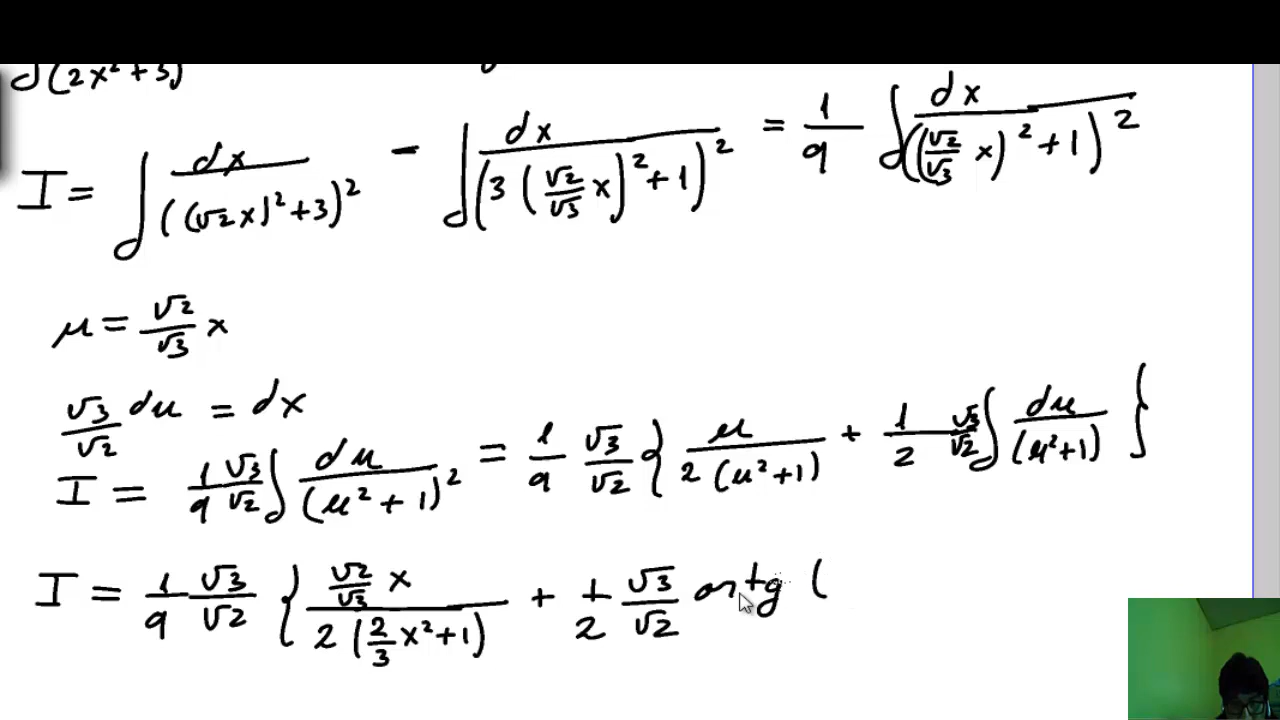 ∫(2x²+3)
I = ∫ dx/((√2x)²+3)² - ∫ dx/(3(√2/√3 x)²+1)² = 1/9 ∫ dx/((√2/√3 x)²+1)²
μ = √2/√3 x
√3/√2 du = dx
I = 1/9 √3/√2 ∫ du/(u²+1)² = 1/9 √3/√2 { u/2(u²+1) + 1/2 √3/√2 ∫ du/(u²+1) }
I = 1/9 √3/√2 { √2/√3 x / 2(2/3 x²+1) + 1/2 √3/√2 artg (